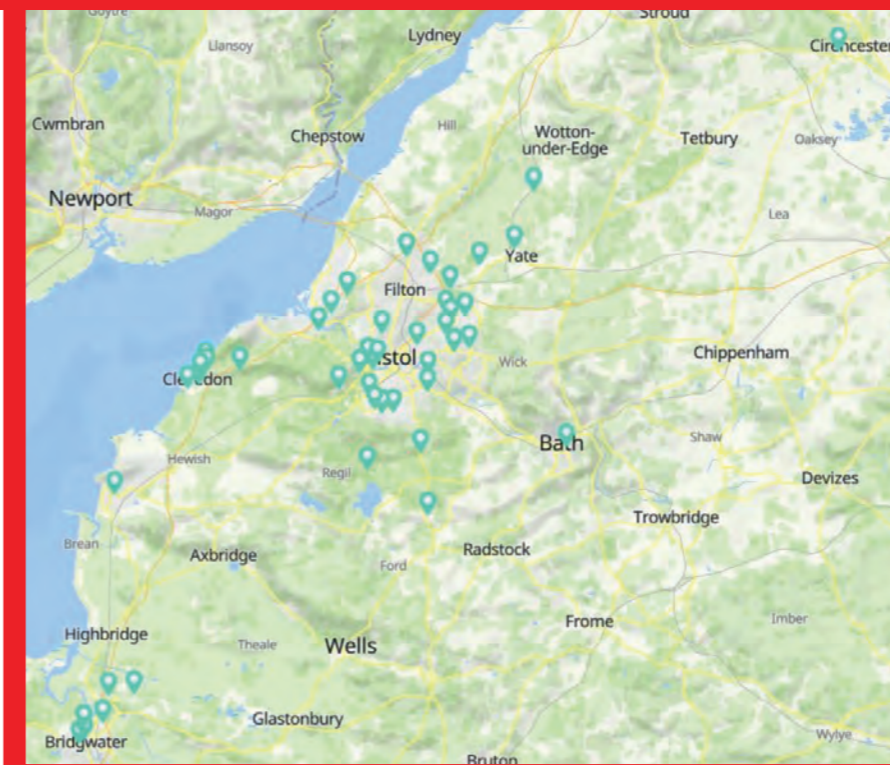 Stroud
Goytre
Lydney
Llansoy
Cirencester
Cwmbran
Chepstow
Hill
Wotton-
under-Edge
Tetbury
Oaksey
Newport
Magor
Lea
Yate
Filton
Chippenham
Wick
Clevedon
Bath
Shaw
Hewish
Regil
Devizes
Trowbridge
Brean
Axbridge
Radstock
Ford
Frome
Imber
Highbridge
Theale
Wells
Glastonbury
Bridgwater
Wylye
Bruton